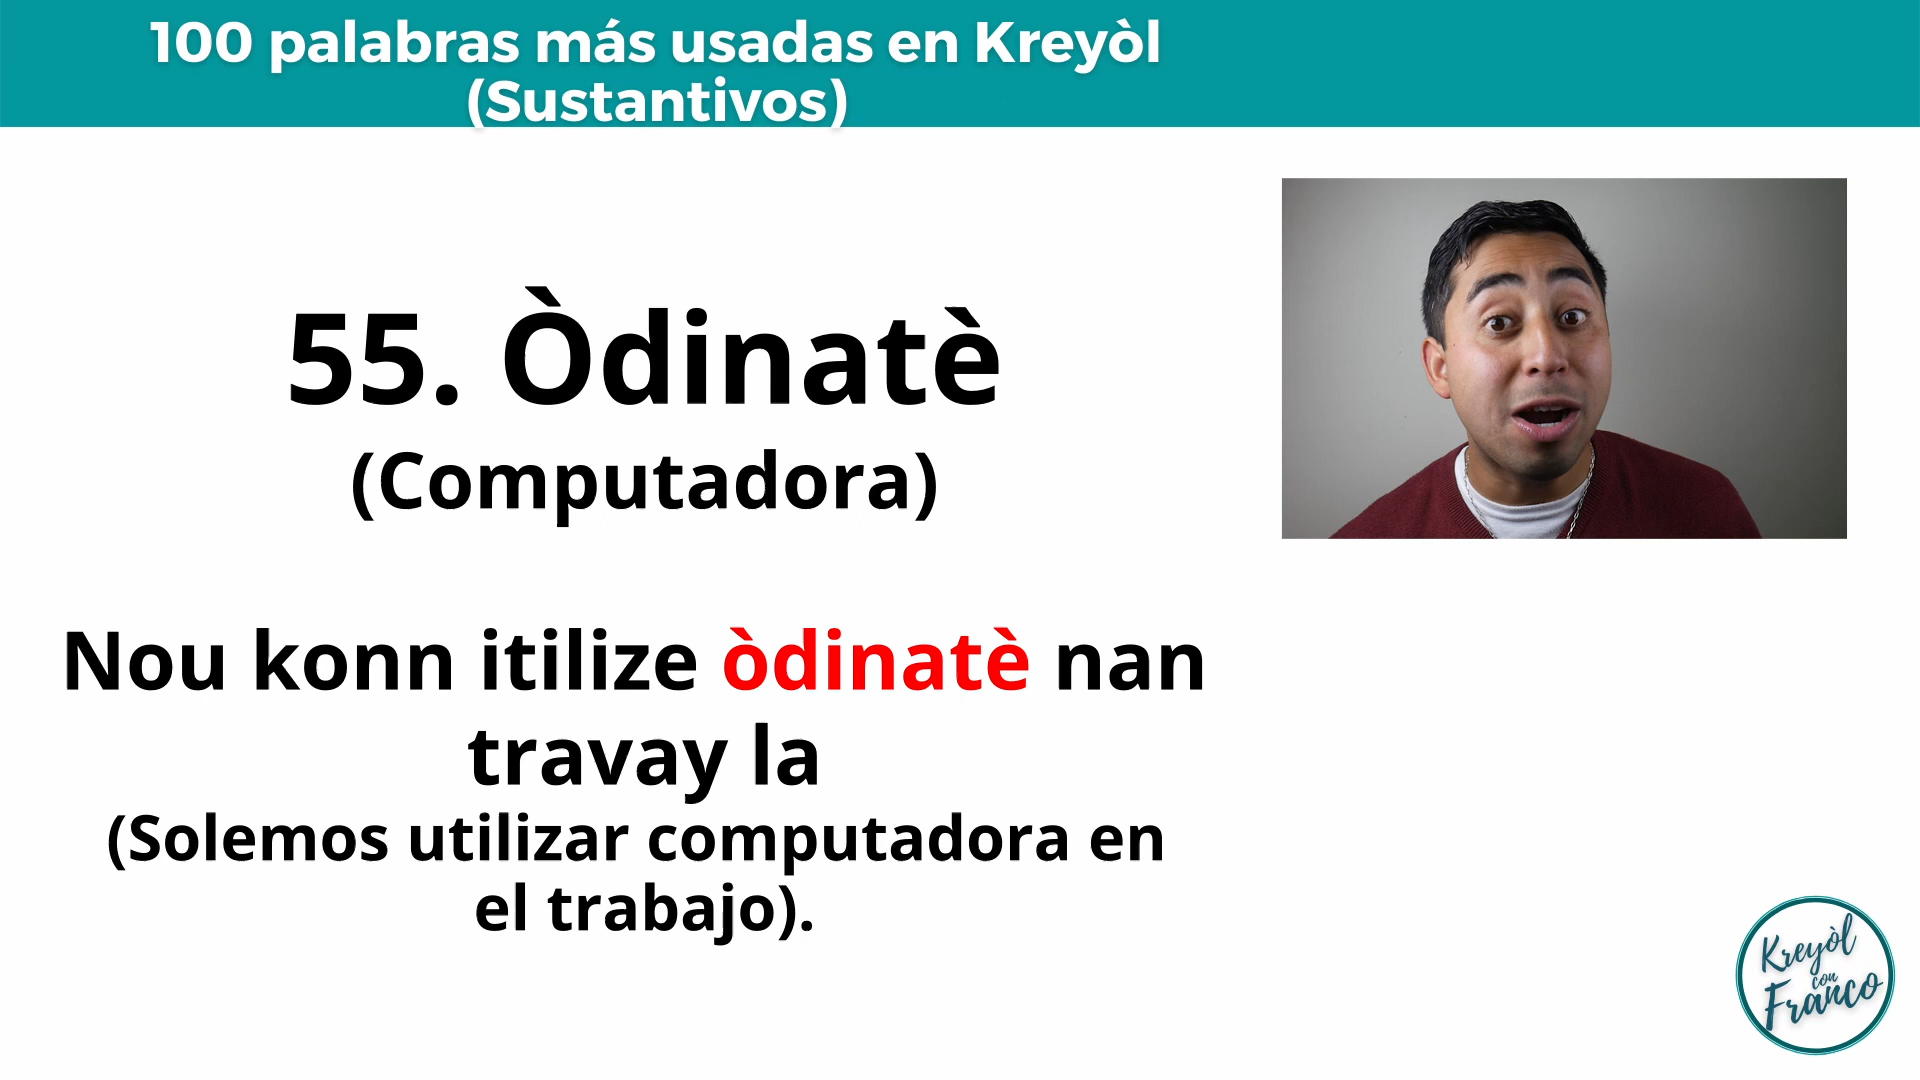 100 palabras más usadas en Kreyòl
(Sustantivos)
55. Òdinatè
(Computadora)
Nou konn itilize òdinatè nan
travay la
(Solemos utilizar computadora en
el trabajo).
Kreyòl
con
Franco